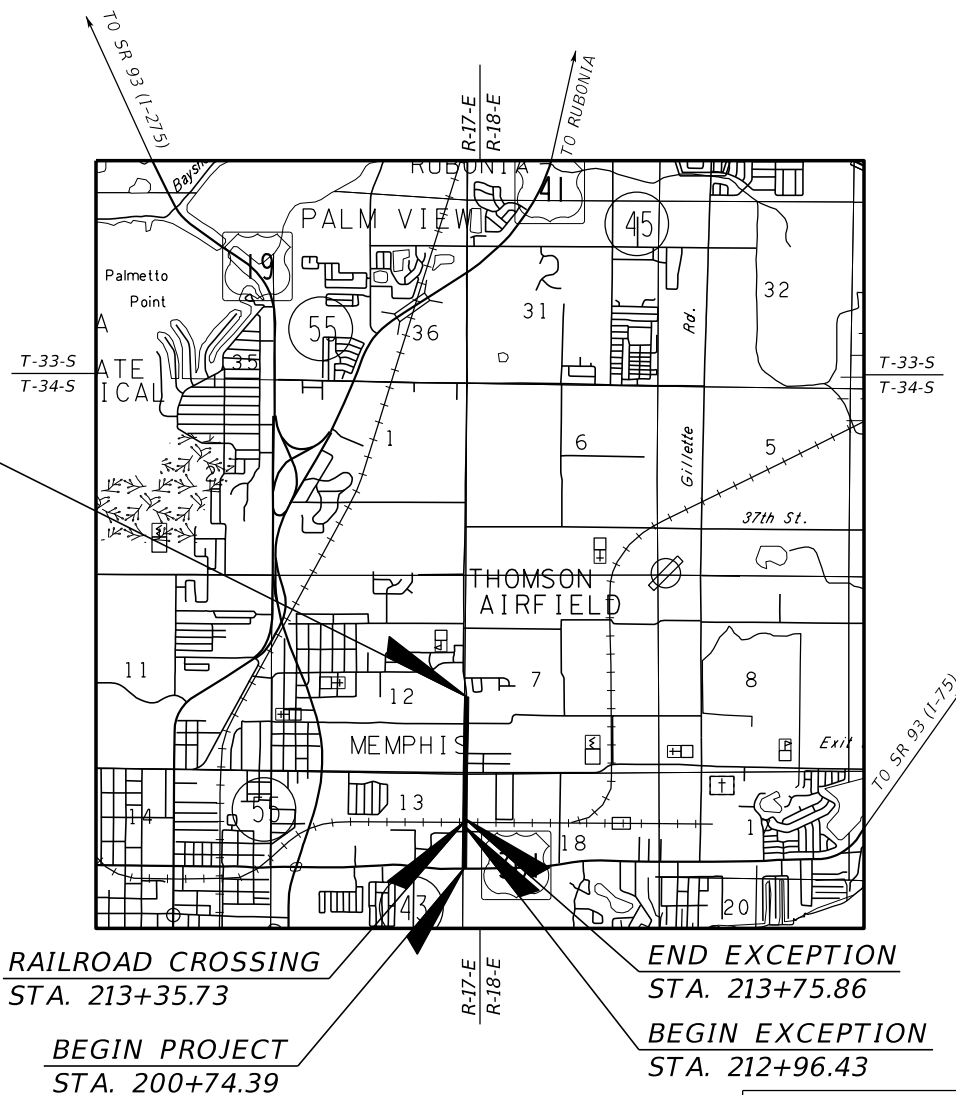 TO SR 93 (I-275)
TO RUBONIA
R-17-E
R-18-E
RUBONIA
41
PALM VIEW
45
19
Palmetto
Point
32
31
55
36
Rd.
35
T-33-S
T-34-S
T-33-S
T-34-S
ATE
ICAL
A
1
6
5
Gillette
37th St.
THOMSON
AIRFIELD
11
7
8
12
MEMPHIS
Exit
TO SR 93 (I-75)
13
14
55
18
1
43
20
RAILROAD CROSSING
STA. 213+35.73
R-17-E
R-18-E
END EXCEPTION
STA. 213+75.86
BEGIN PROJECT
STA. 200+74.39
BEGIN EXCEPTION
STA. 212+96.43